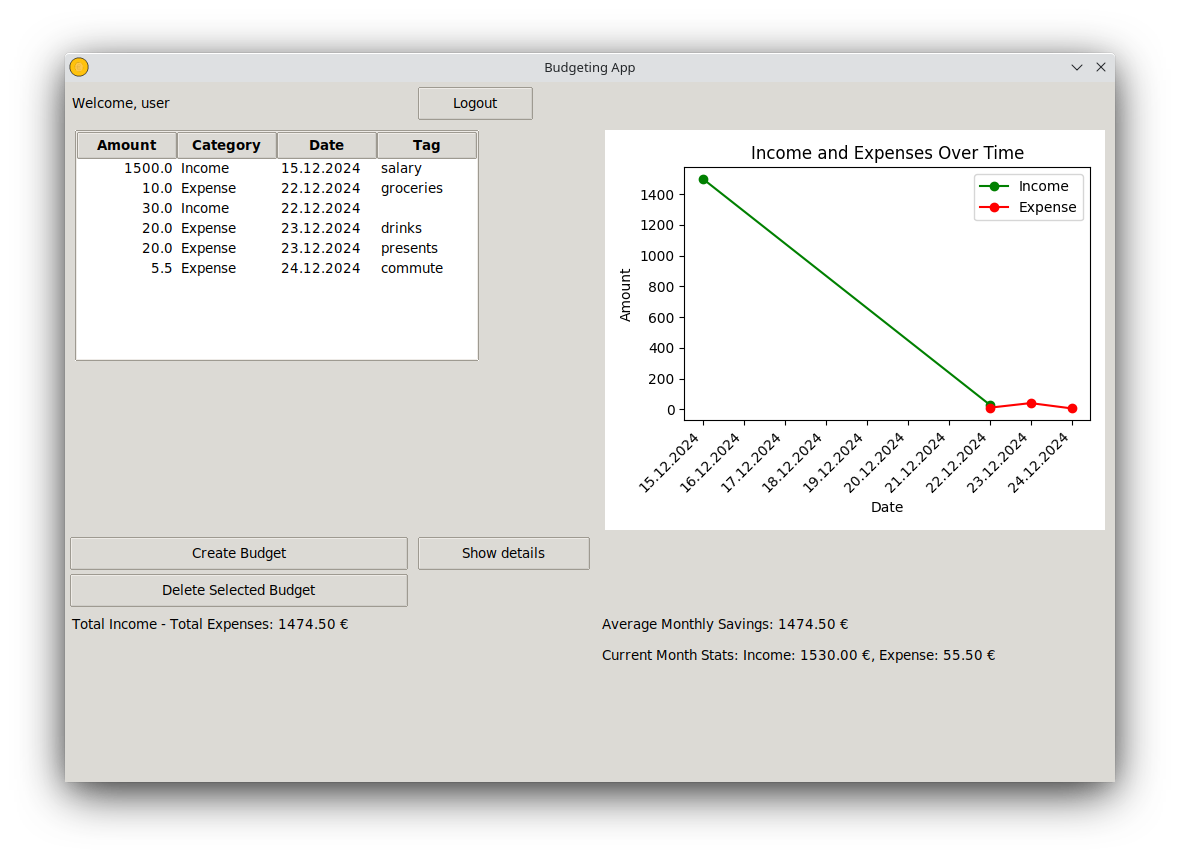 Budgeting App
Welcome, user
Logout
Amount Category Date Tag
1500.0 Income 15.12.2024 salary
10.0 Expense 22.12.2024 groceries
30.0 Income 22.12.2024
20.0 Expense 23.12.2024 drinks
20.0 Expense 23.12.2024 presents
5.5 Expense 24.12.2024 commute
Income and Expenses Over Time
Income
Expense
1400
1200
1000
800
600
400
200
0
Amount
15.12.2024
16.12.2024
17.12.2024
18.12.2024
19.12.2024
20.12.2024
21.12.2024
22.12.2024
23.12.2024
24.12.2024
Date
Create Budget
Show details
Delete Selected Budget
Total Income - Total Expenses: 1474.50 €
Average Monthly Savings: 1474.50 €
Current Month Stats: Income: 1530.00 €, Expense: 55.50 €